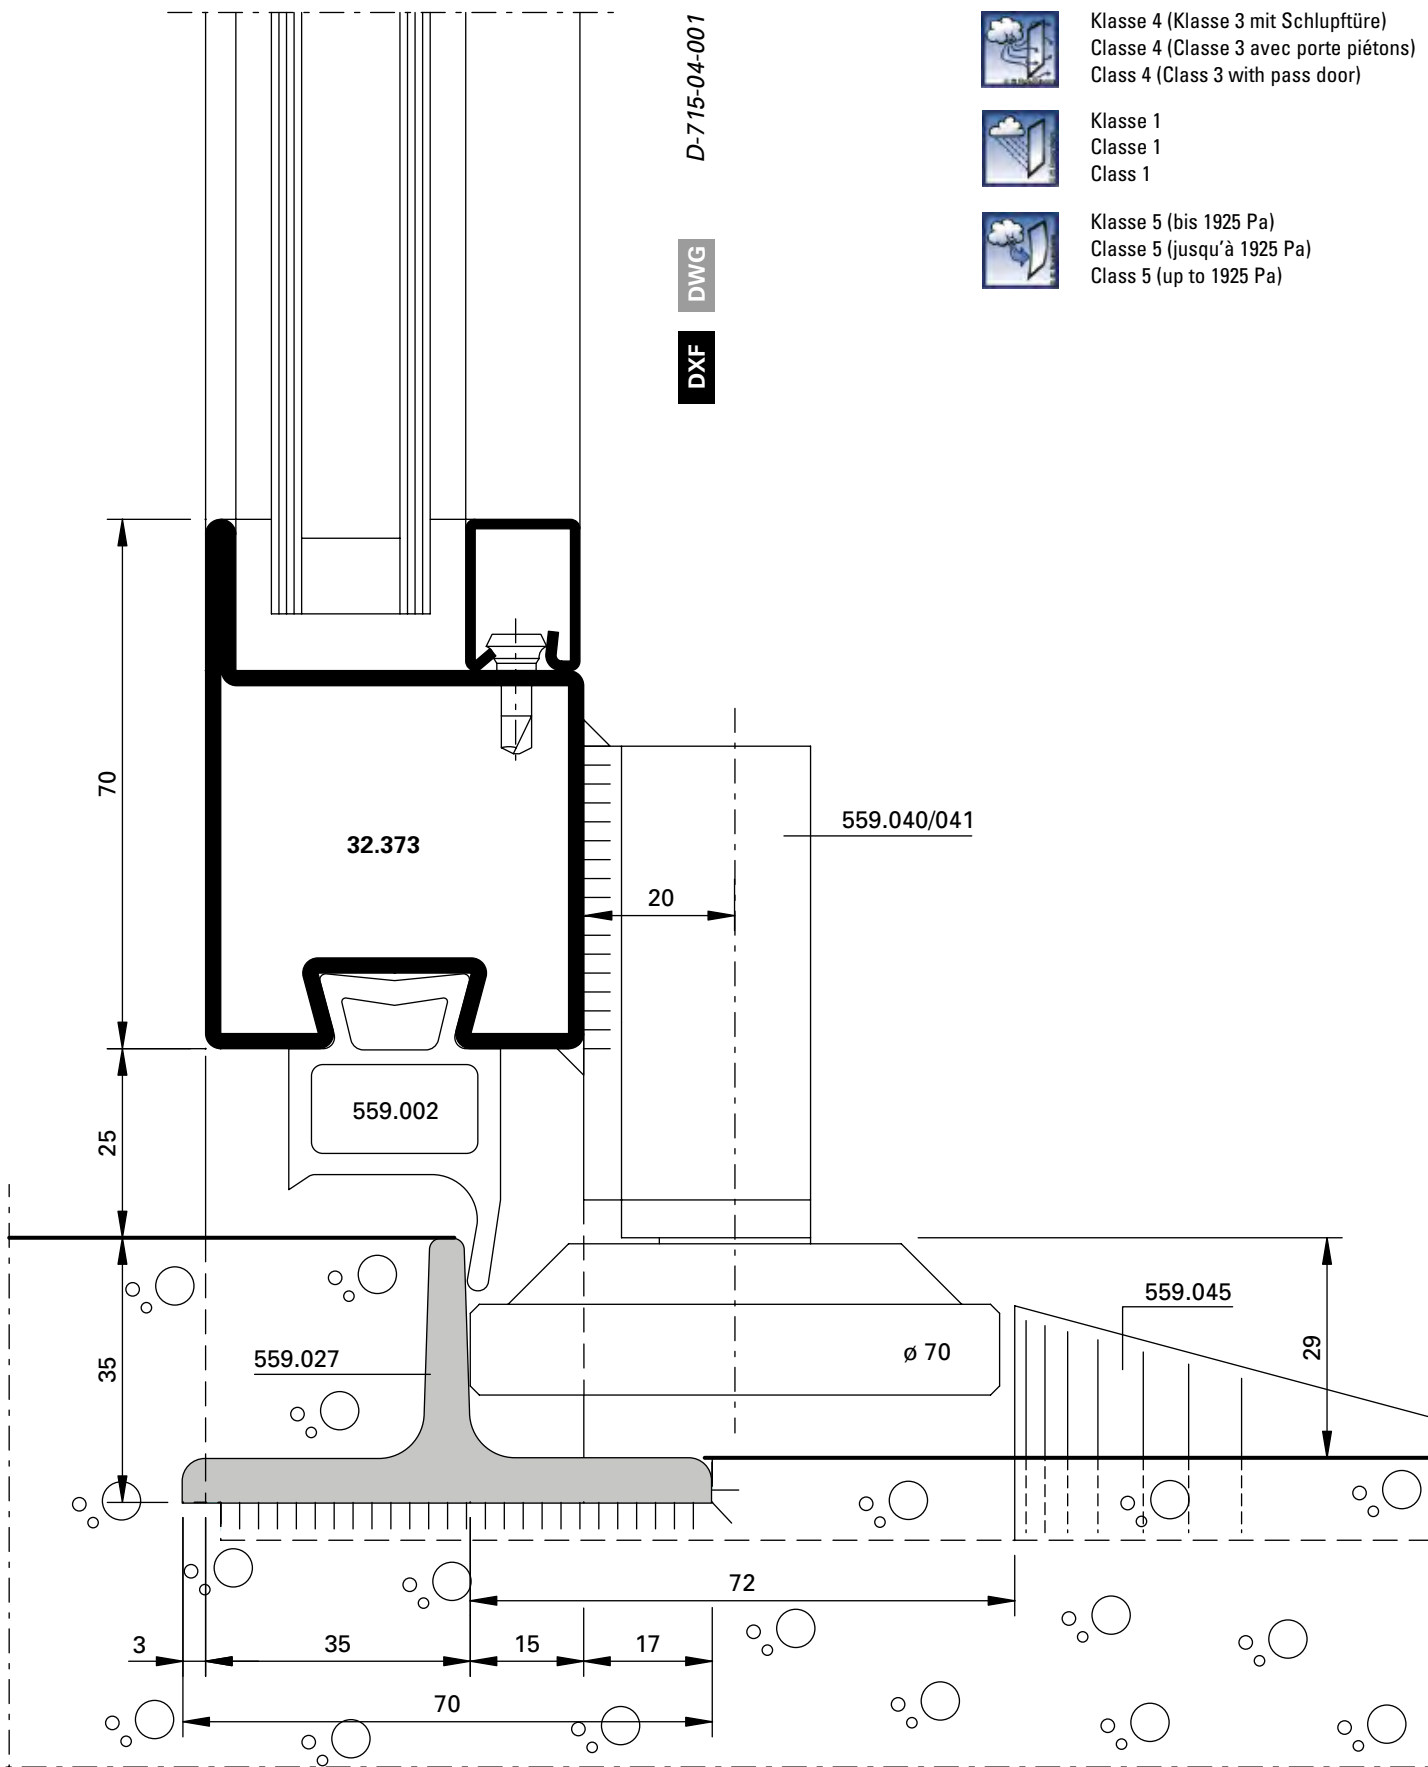 Klasse 4 (Klasse 3 mit Schlupftüre)
Classe 4 (Classe 3 avec porte piétons)
Class 4 (Class 3 with pass door)
Klasse 1
Classe 1
Class 1
Klasse 5 (bis 1925 Pa)
Classe 5 (jusqu'à 1925 Pa)
Class 5 (up to 1925 Pa)
D-715-04-001
DWG
DXF
70
32.373
559.040/041
20
25
559.002
35
559.027
ø 70
559.045
29
72
3
35
15
17
70